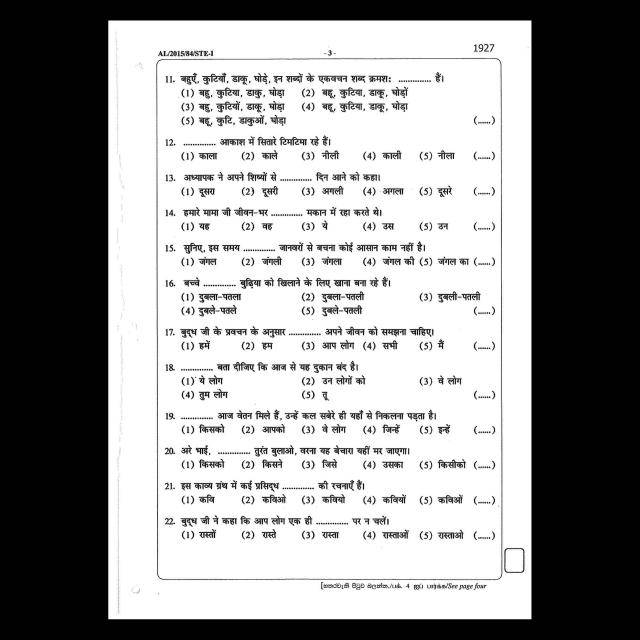 AL/2015/84/STE-I - 3 - 1927
11. बहुएँ, कुटियाँ, डाकू, घोड़े, इन शब्दों के एकवचन शब्द क्रमशः .............. हैं।
(1) बहु, कुटिया, डाकु, घोड़ा (2) बहू, कुटिया, डाकू, घोड़ों
(3) बहु, कुटियों, डाकू, घोड़ा (4) बहू, कुटिया, डाकू, घोड़ा
(5) बहू, कुटि, डाकुओं, घोड़ा (......)
12. .............. आकाश में सितारे टिमटिमा रहे हैं।
(1) काला (2) काले (3) नीली (4) काली (5) नीला (......)
13. अध्यापक ने अपने शिष्यों से .............. दिन आने को कहा।
(1) दूसरा (2) दूसरी (3) अगली (4) अगला (5) दूसरे (......)
14. हमारे मामा जी जीवन-भर .............. मकान में रहा करते थे।
(1) यह (2) वह (3) ये (4) उस (5) उन (......)
15. सुनिए, इस समय .............. जानवरों से बचना कोई आसान काम नहीं है।
(1) जंगल (2) जंगली (3) जंगला (4) जंगल की (5) जंगल का (......)
16. बच्चे .............. बुढ़िया को खिलाने के लिए खाना बना रहे हैं।
(1) दुबला-पतला (2) दुबला-पतली (3) दुबली-पतली
(4) दुबले-पतले (5) दुबले-पतली (......)
17. बुद्ध जी के प्रवचन के अनुसार .............. अपने जीवन को समझना चाहिए।
(1) हमें (2) हम (3) आप लोग (4) सभी (5) मैं (......)
18. .............. बता दीजिए कि आज से यह दुकान बंद है।
(1) ये लोग (2) उन लोगों को (3) वे लोग
(4) तुम लोग (5) तू (......)
19. .............. आज वेतन मिले हैं, उन्हें कल सबेरे ही यहाँ से निकलना पड़ता है।
(1) किसको (2) आपको (3) वे लोग (4) जिन्हें (5) इन्हें (......)
20. अरे भाई, .............. तुरंत बुलाओ, वरना यह बेचारा यहीं मर जाएगा।
(1) किसको (2) किसने (3) जिसे (4) उसका (5) किसीको (......)
21. इस काव्य ग्रंथ में कई प्रसिद्ध .............. की रचनाएँ हैं।
(1) कवि (2) कविओ (3) कवियो (4) कवियों (5) कविओं (......)
22. बुद्ध जी ने कहा कि आप लोग एक ही .............. पर न चलें।
(1) रास्तों (2) रास्ते (3) रास्ता (4) रास्ताओं (5) रास्ताओ (......)
[හතරවැනි පිටුව බලන්න./பக். 4 ஐப் பார்க்க/See page four